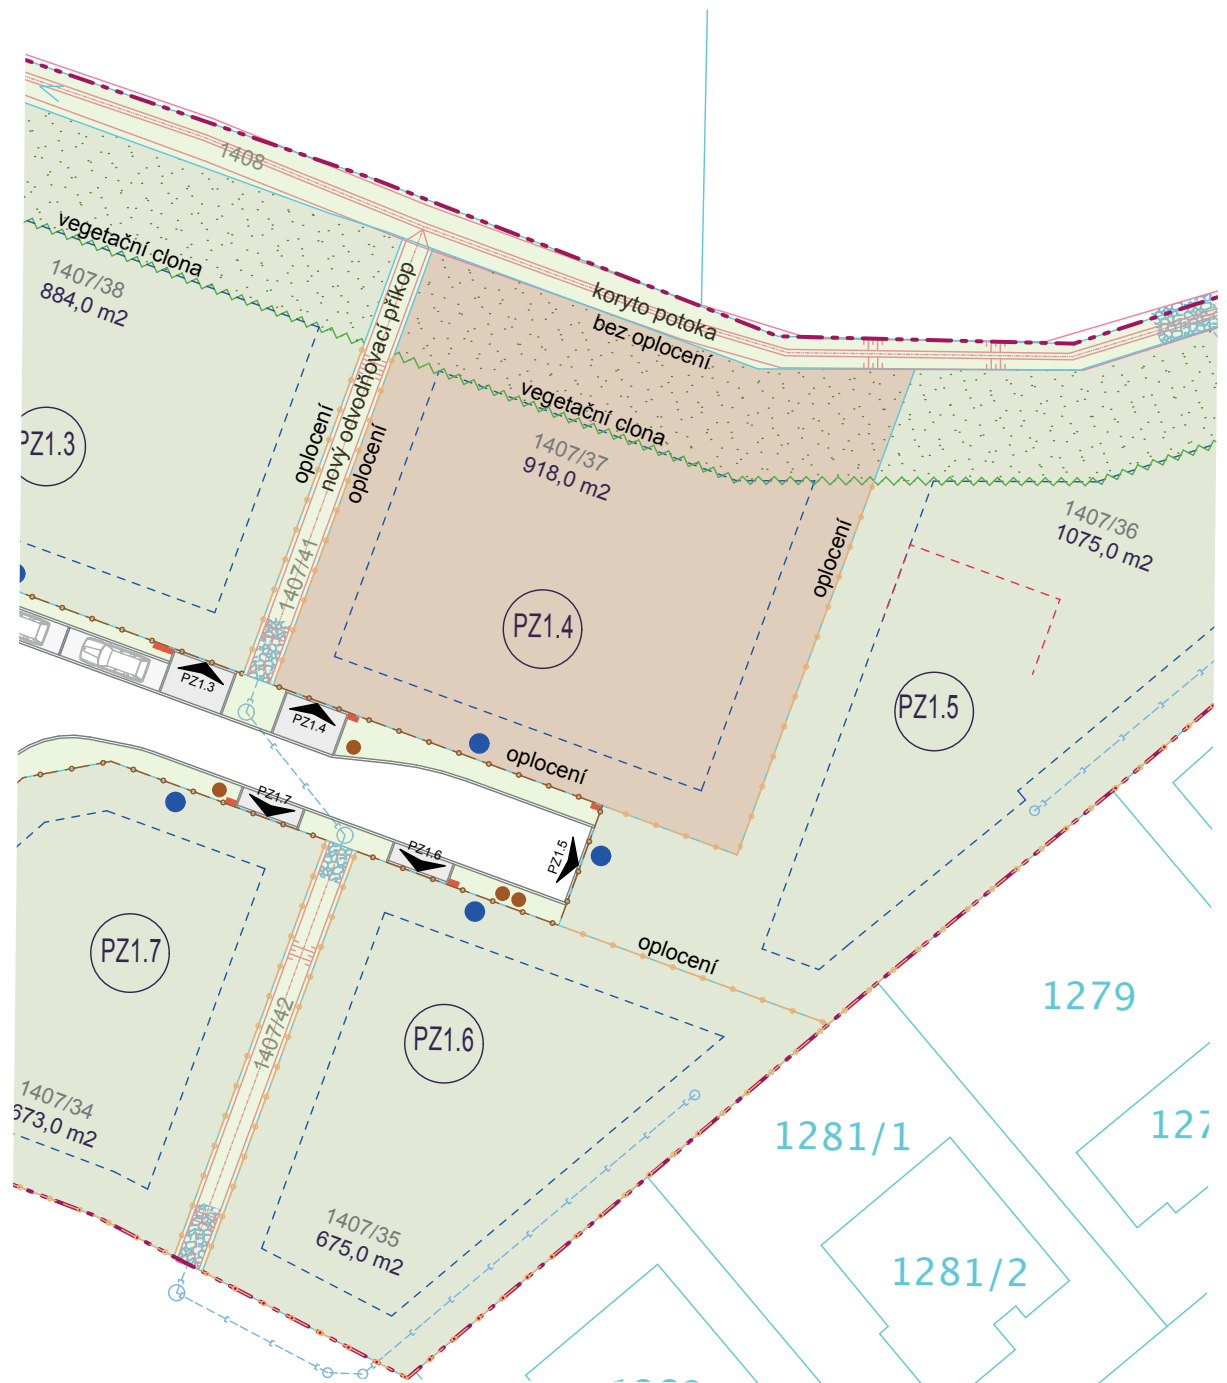 1408
vegetační clona
1407/38
884,0 m2
koryto potoka
bez oplocení
nový odvodňovací příkop
oplocení
oplocení
vegetační clona
1407/37
918,0 m2
PZ1.3
1407/36
1075,0 m2
oplocení
1407/41
PZ1.4
PZ1.5
PZ1.3
PZ1.4
oplocení
PZ1.7
PZ1.6
PZ1.5
PZ1.7
oplocení
1279
PZ1.6
1407/42
1407/34
673,0 m2
1281/1
127
1407/35
675,0 m2
1281/2